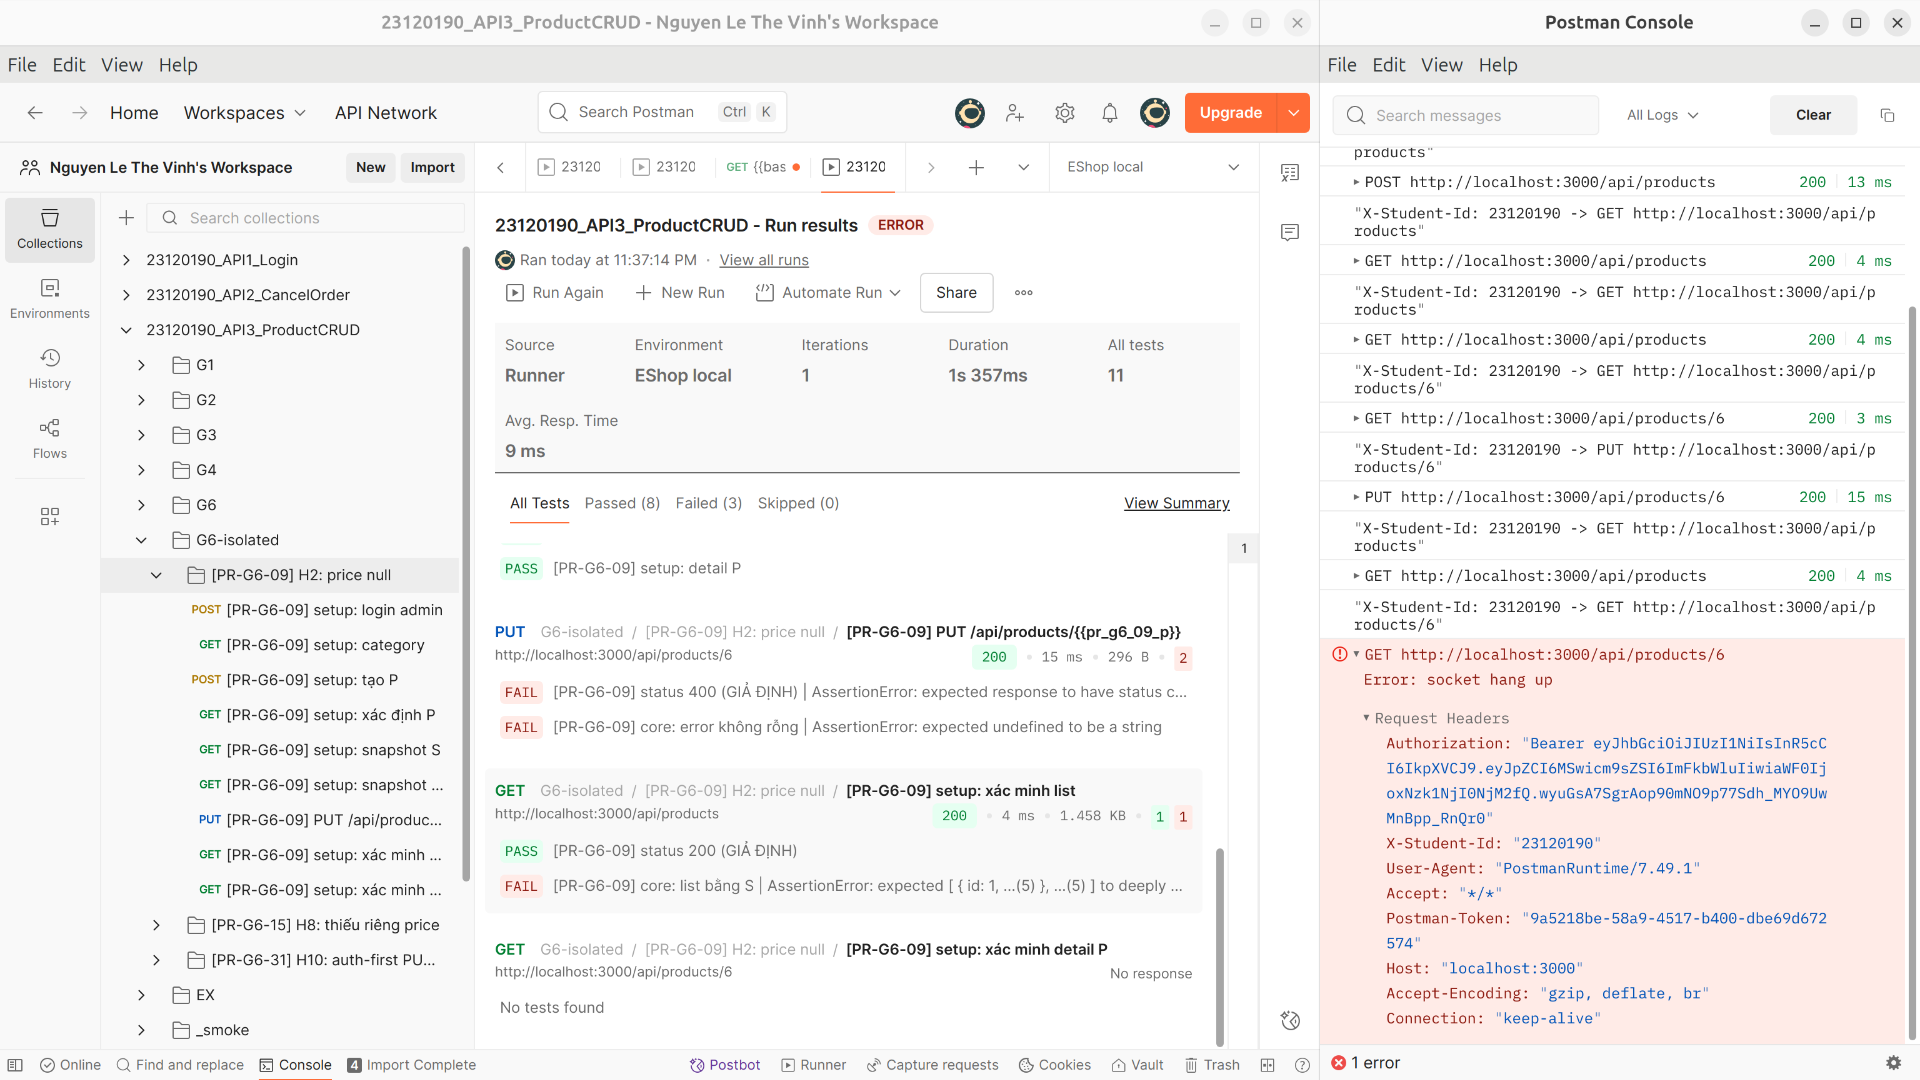 23120190_API3_ProductCRUD - Nguyen Le The Vinh's Workspace
File Edit View Help
Home Workspaces API Network
Search Postman Ctrl K
Upgrade
Nguyen Le The Vinh's Workspace
New Import
23120 23120 GET {{bas 23120
EShop local
Collections
Environments
History
Flows
Search collections
23120190_API1_Login
23120190_API2_CancelOrder
23120190_API3_ProductCRUD
G1
G2
G3
G4
G6
G6-isolated
[PR-G6-09] H2: price null
POST [PR-G6-09] setup: login admin
GET [PR-G6-09] setup: category
POST [PR-G6-09] setup: tạo P
GET [PR-G6-09] setup: xác định P
GET [PR-G6-09] setup: snapshot S
GET [PR-G6-09] setup: snapshot ...
PUT [PR-G6-09] PUT /api/produc...
GET [PR-G6-09] setup: xác minh ...
GET [PR-G6-09] setup: xác minh ...
[PR-G6-15] H8: thiếu riêng price
[PR-G6-31] H10: auth-first PU...
EX
_smoke
23120190_API3_ProductCRUD - Run results ERROR
Ran today at 11:37:14 PM · View all runs
Run Again New Run Automate Run Share
Source Environment Iterations Duration All tests
Runner EShop local 1 1s 357ms 11
Avg. Resp. Time
9 ms
All Tests Passed (8) Failed (3) Skipped (0) View Summary
1
PASS [PR-G6-09] setup: detail P
PUT G6-isolated / [PR-G6-09] H2: price null / [PR-G6-09] PUT /api/products/{{pr_g6_09_p}}
http://localhost:3000/api/products/6 200 • 15 ms • 296 B • 2
FAIL [PR-G6-09] status 400 (GIẢ ĐỊNH) | AssertionError: expected response to have status c...
FAIL [PR-G6-09] core: error không rỗng | AssertionError: expected undefined to be a string
GET G6-isolated / [PR-G6-09] H2: price null / [PR-G6-09] setup: xác minh list
http://localhost:3000/api/products 200 • 4 ms • 1.458 KB • 1 1
PASS [PR-G6-09] status 200 (GIẢ ĐỊNH)
FAIL [PR-G6-09] core: list bằng S | AssertionError: expected [ { id: 1, ...(5) }, ...(5) ] to deeply ...
GET G6-isolated / [PR-G6-09] H2: price null / [PR-G6-09] setup: xác minh detail P
http://localhost:3000/api/products/6 No response
No tests found
Online Find and replace Console 4 Import Complete Postbot Runner Capture requests Cookies Vault Trash
Postman Console
File Edit View Help
Search messages All Logs Clear
products"
POST http://localhost:3000/api/products 200 13 ms
"X-Student-Id: 23120190 -> GET http://localhost:3000/api/p
roducts"
GET http://localhost:3000/api/products 200 4 ms
"X-Student-Id: 23120190 -> GET http://localhost:3000/api/p
roducts"
GET http://localhost:3000/api/products 200 4 ms
"X-Student-Id: 23120190 -> GET http://localhost:3000/api/p
roducts/6"
GET http://localhost:3000/api/products/6 200 3 ms
"X-Student-Id: 23120190 -> PUT http://localhost:3000/api/p
roducts/6"
PUT http://localhost:3000/api/products/6 200 15 ms
"X-Student-Id: 23120190 -> GET http://localhost:3000/api/p
roducts"
GET http://localhost:3000/api/products 200 4 ms
"X-Student-Id: 23120190 -> GET http://localhost:3000/api/p
roducts/6"
GET http://localhost:3000/api/products/6
Error: socket hang up
Request Headers
Authorization: "Bearer eyJhbGciOiJIUzI1NiIsInR5cC
I6IkpXVCJ9.eyJpZCI6MSwicm9sZSI6ImFkbWluIiwiaWF0Ij
oxNzk1NjI0NjM2fQ.wyuGsA7SgrAop90mNO9p77Sdh_MYO9Uw
MnBpp_RnQr0"
X-Student-Id: "23120190"
User-Agent: "PostmanRuntime/7.49.1"
Accept: "*/*"
Postman-Token: "9a5218be-58a9-4517-b400-dbe69d672
574"
Host: "localhost:3000"
Accept-Encoding: "gzip, deflate, br"
Connection: "keep-alive"
1 error